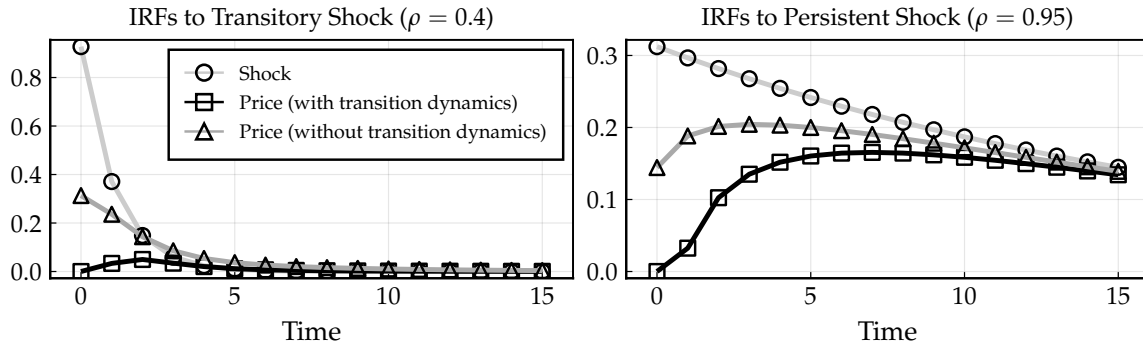 IRFs to Transitory Shock (ρ = 0.4)
0.8
0.6
0.4
0.2
0.0
Shock
Price (with transition dynamics)
Price (without transition dynamics)
0 5 10 15
Time
IRFs to Persistent Shock (ρ = 0.95)
0.3
0.2
0.1
0.0
0 5 10 15
Time